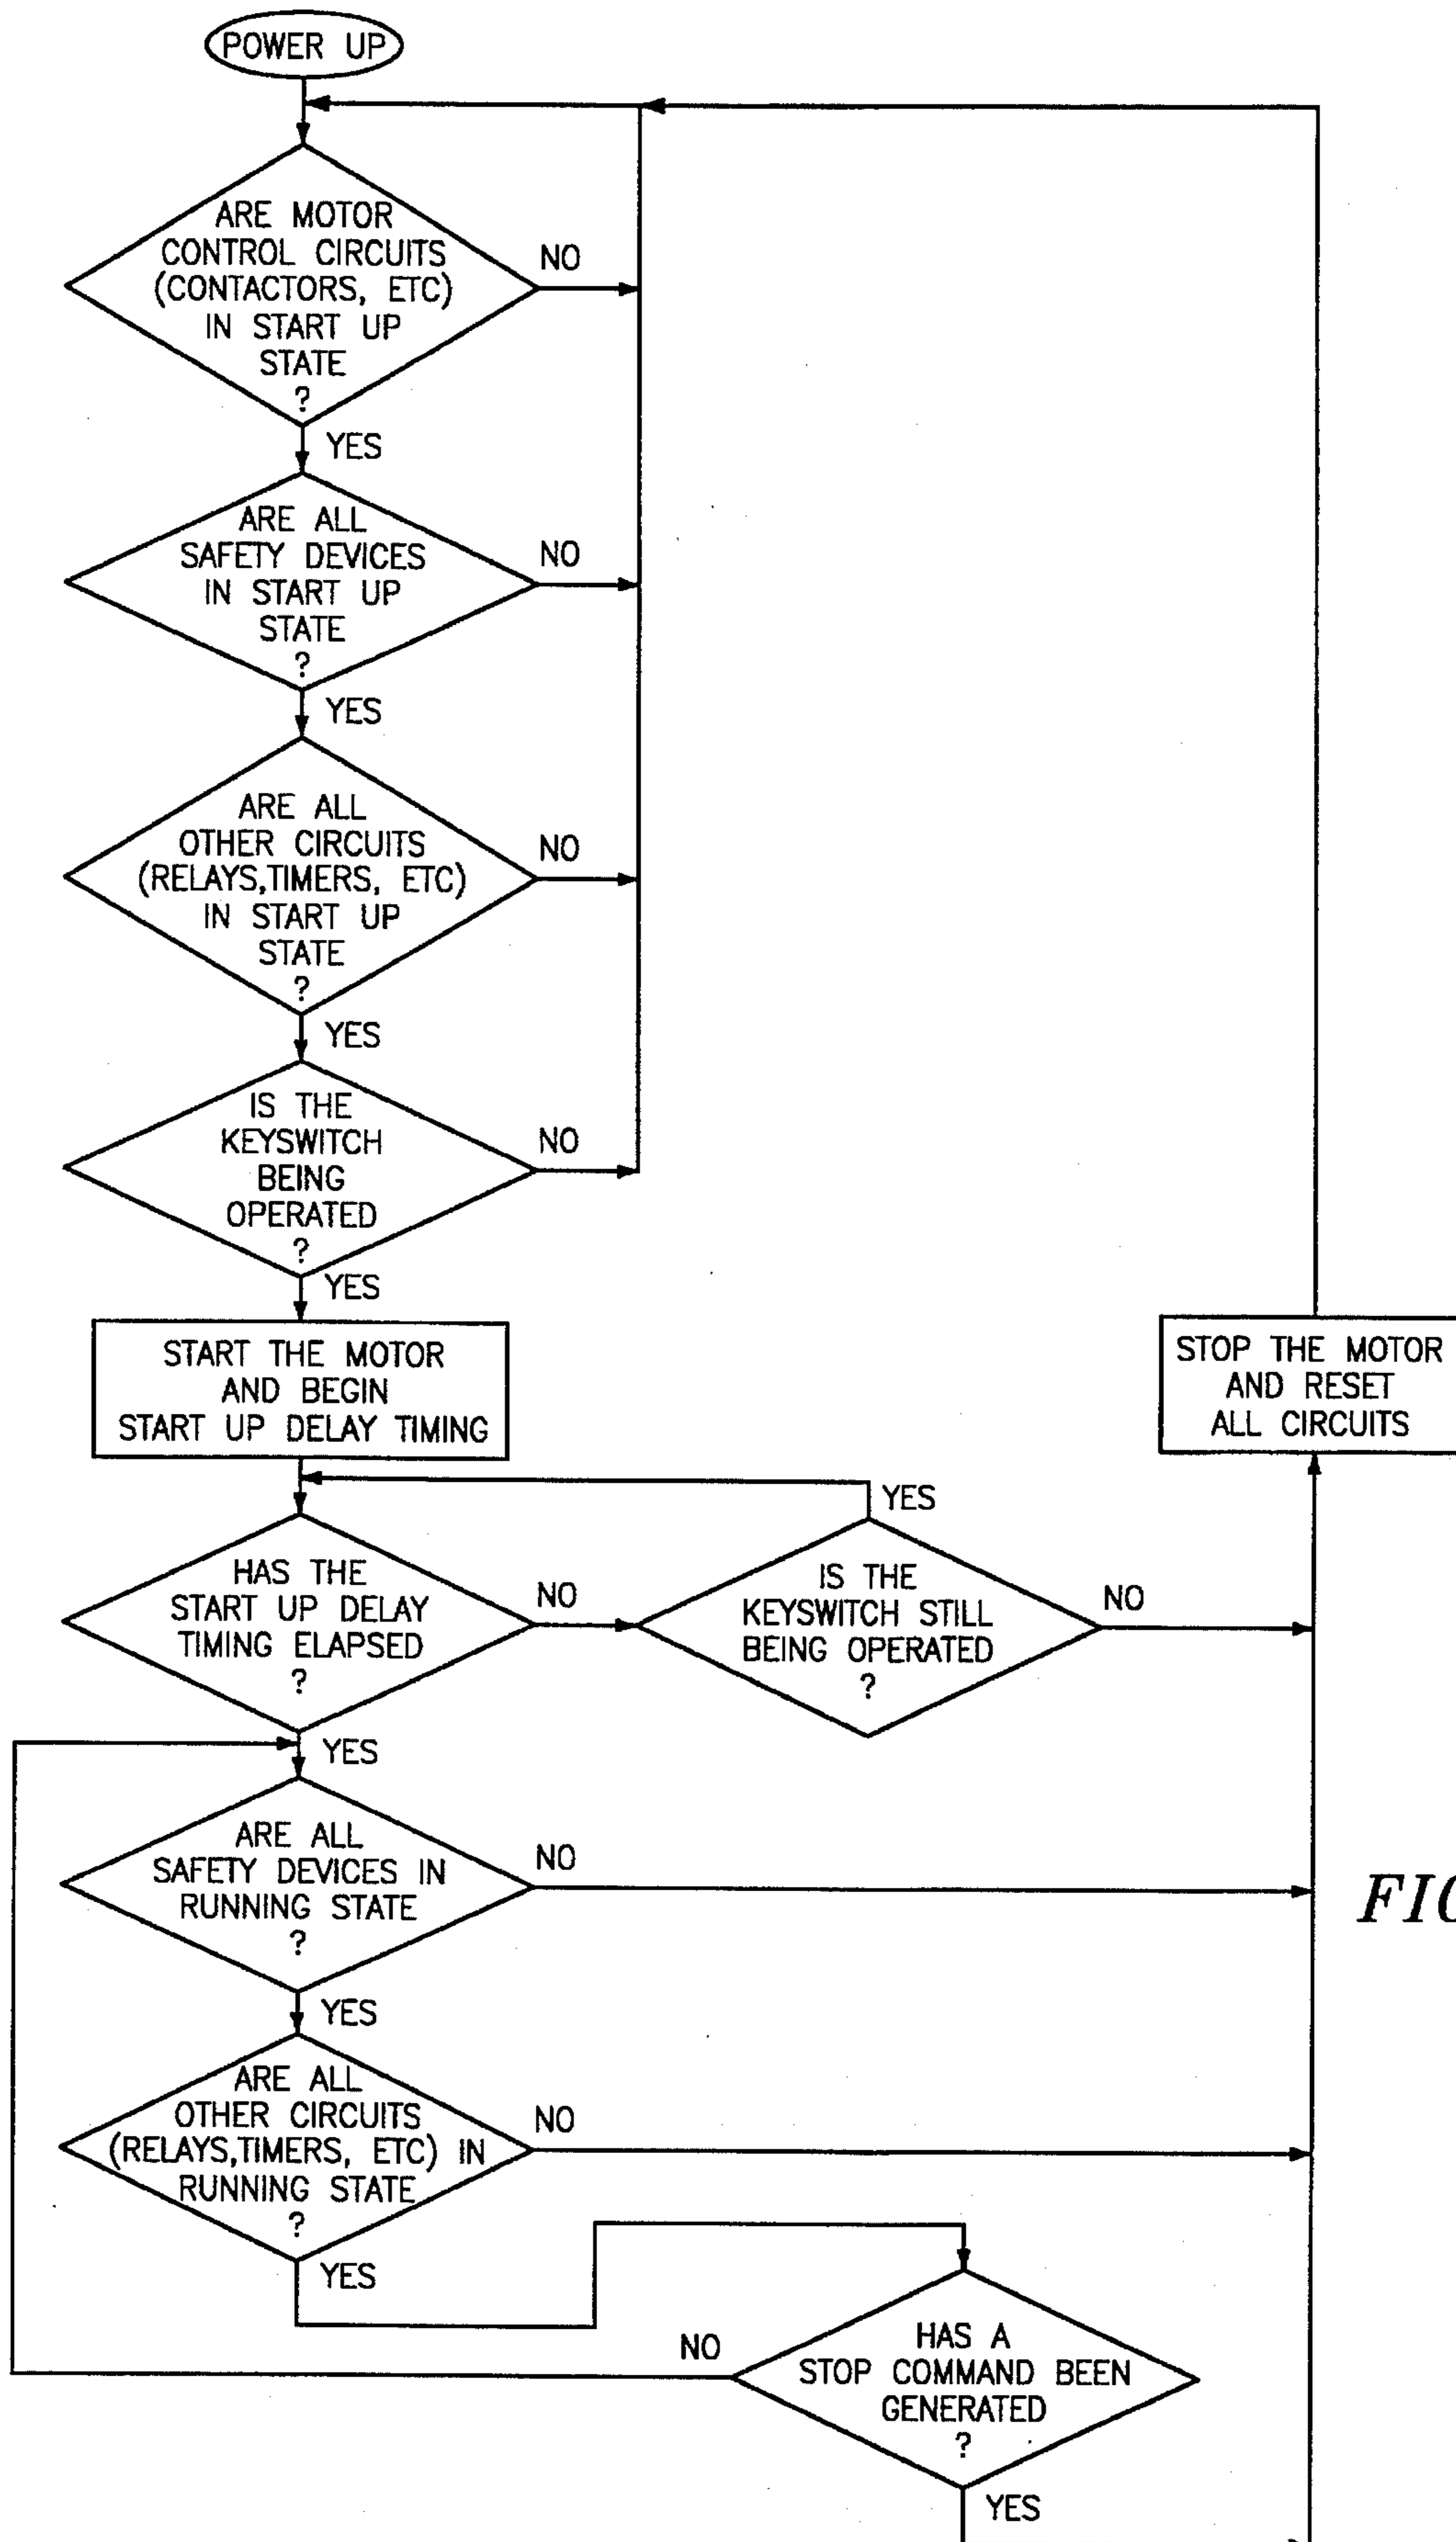 POWER UP
ARE MOTOR
CONTROL CIRCUITS
(CONTACTORS, ETC)
IN START UP
STATE
?
NO
YES
ARE ALL
SAFETY DEVICES
IN START UP
STATE
?
NO
YES
ARE ALL
OTHER CIRCUITS
(RELAYS,TIMERS, ETC)
IN START UP
STATE
?
NO
YES
IS THE
KEYSWITCH
BEING
OPERATED
?
NO
YES
START THE MOTOR
AND BEGIN
START UP DELAY TIMING
STOP THE MOTOR
AND RESET
ALL CIRCUITS
HAS THE
START UP DELAY
TIMING ELAPSED
?
NO
YES
IS THE
KEYSWITCH STILL
BEING OPERATED
?
NO
YES
ARE ALL
SAFETY DEVICES IN
RUNNING STATE
?
NO
YES
ARE ALL
OTHER CIRCUITS
(RELAYS,TIMERS, ETC) IN
RUNNING STATE
?
NO
YES
HAS A
STOP COMMAND BEEN
GENERATED
?
NO
YES